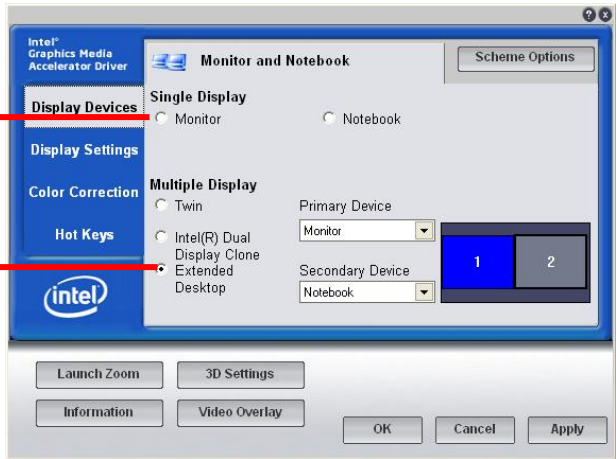 Intel®
Graphics Media
Accelerator Driver
Monitor and Notebook
Scheme Options
Display Devices
Display Settings
Color Correction
Hot Keys
intel
Single Display
Monitor
Notebook
Multiple Display
Twin
Intel(R) Dual
Display Clone
Extended
Desktop
Primary Device
Monitor
Secondary Device
Notebook
1
2
Launch Zoom
3D Settings
Information
Video Overlay
OK
Cancel
Apply